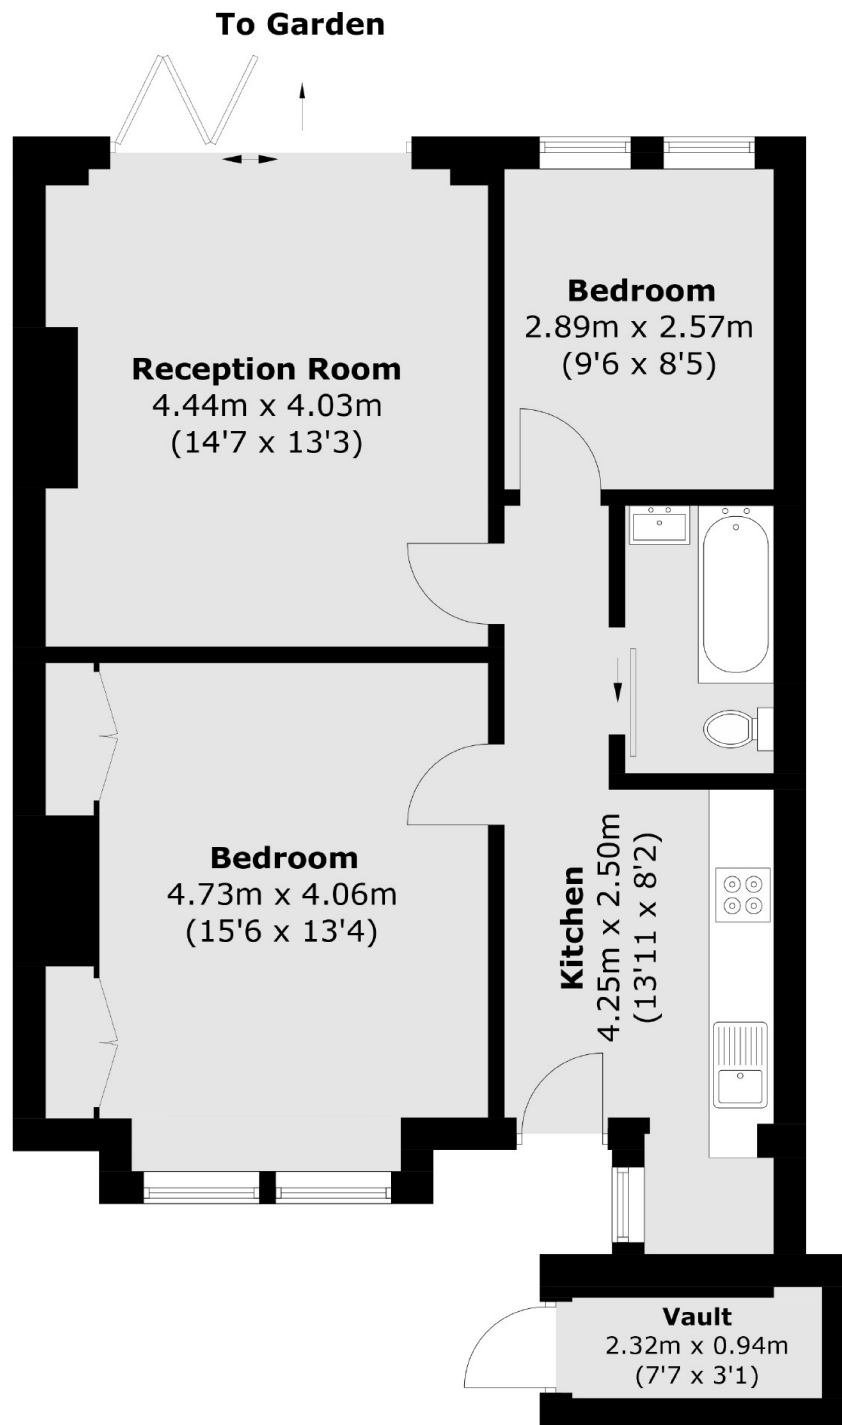 To Garden
Bedroom
2.89m x 2.57m
(9'6 x 8'5)
Reception Room
4.44m x 4.03m
(14'7 x 13'3)
Bedroom
4.73m x 4.06m
(15'6 x 13'4)
Kitchen
4.25m x 2.50m
(13'11 x 8'2)
Vault
2.32m x 0.94m
(7'7 x 3'1)